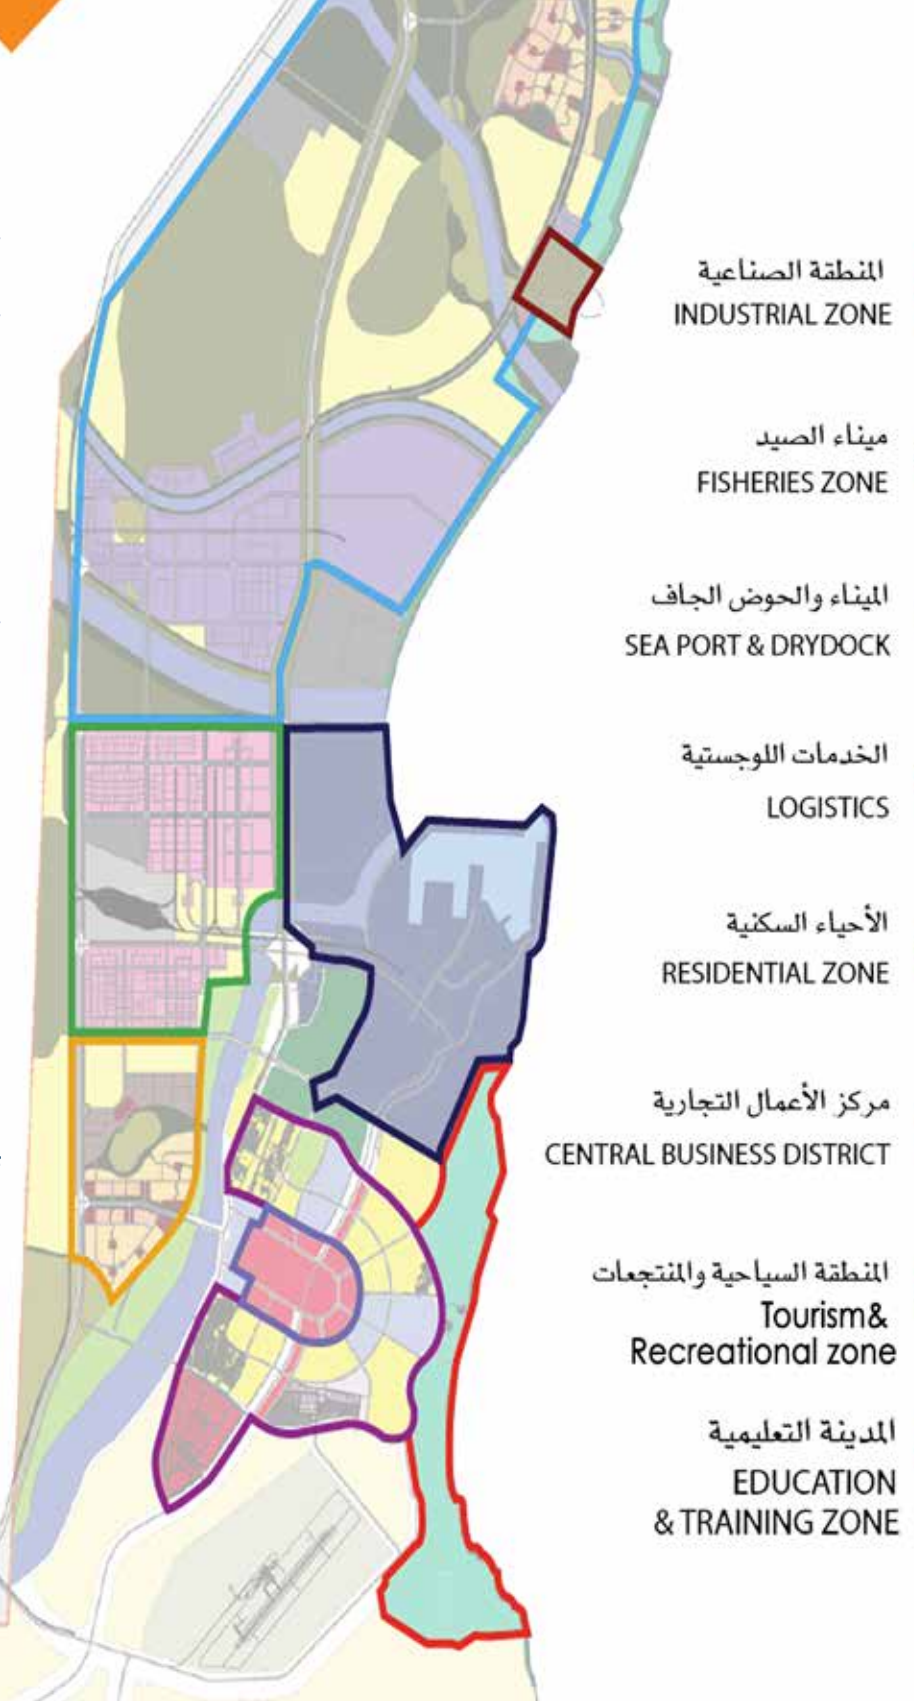 المنطقة الصناعية
INDUSTRIAL ZONE
ميناء الصيد
FISHERIES ZONE
الميناء والحوض الجاف
SEA PORT & DRYDOCK
الخدمات اللوجستية
LOGISTICS
الأحياء السكنية
RESIDENTIAL ZONE
مركز الأعمال التجارية
CENTRAL BUSINESS DISTRICT
المنطقة السياحية والمنتجعات
Tourism&
Recreational zone
المدينة التعليمية
EDUCATION
& TRAINING ZONE